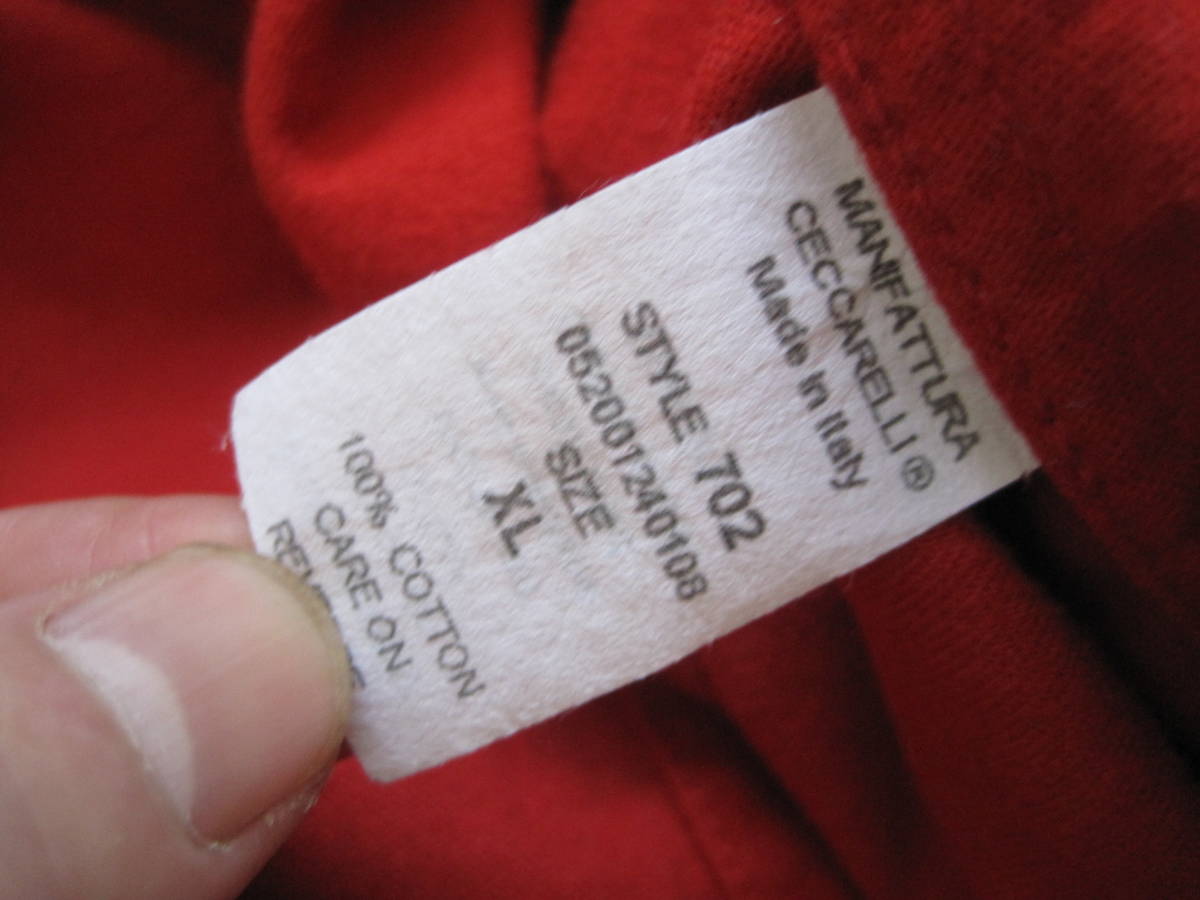 MANIFATTURA
CECCARELLI ®
Made in Italy
STYLE 702
052001240108
SIZE
XL
100% COTTON
CARE ON